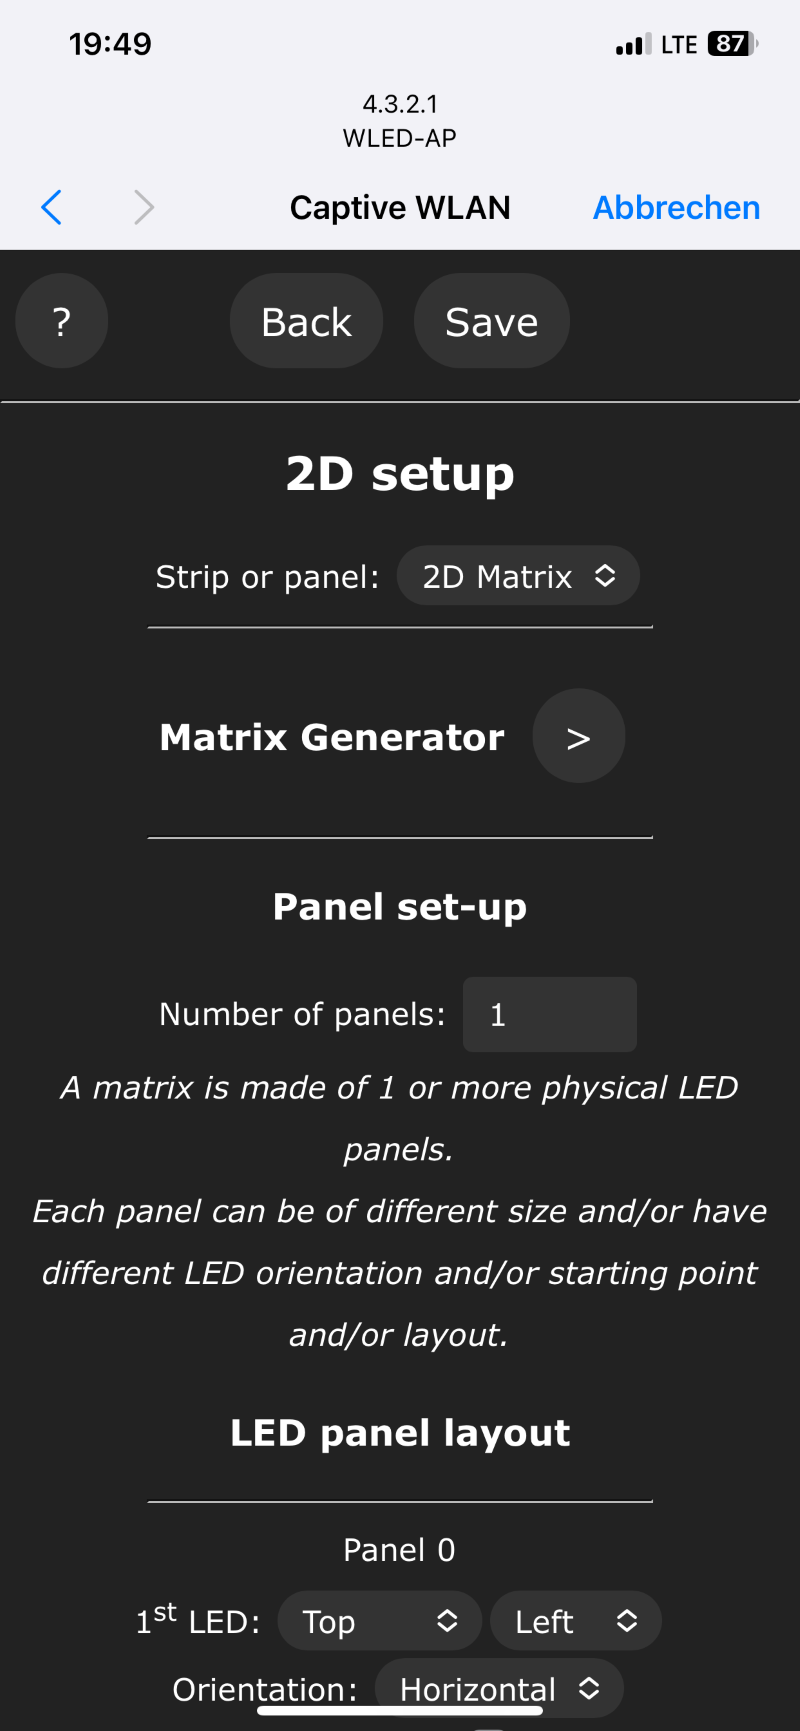 19:49
LTE 87
4.3.2.1
WLED-AP
Captive WLAN Abbrechen
? Back Save
2D setup
Strip or panel: 2D Matrix
Matrix Generator >
Panel set-up
Number of panels: 1
A matrix is made of 1 or more physical LED
panels.
Each panel can be of different size and/or have
different LED orientation and/or starting point
and/or layout.
LED panel layout
Panel 0
1st LED: Top Left
Orientation: Horizontal